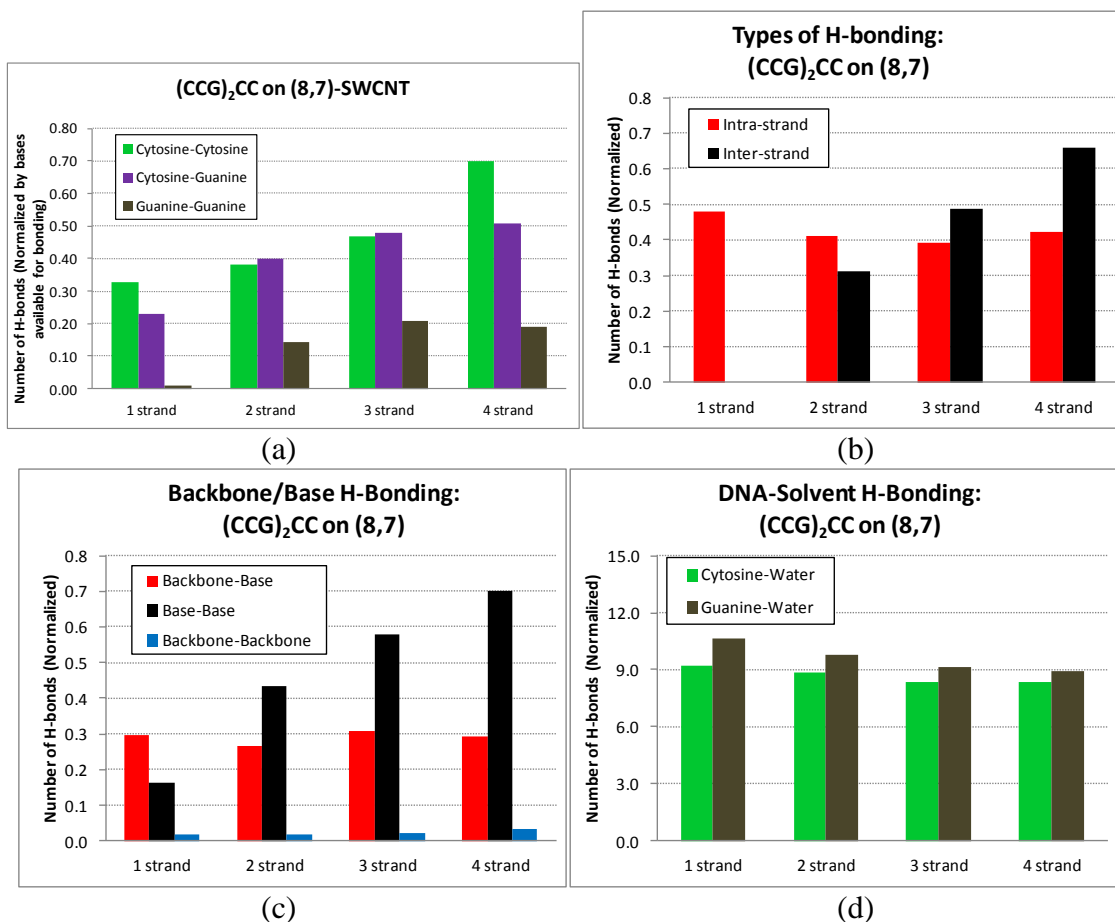 (CCG)₂CC on (8,7)-SWCNT
Number of H-bonds (Normalized by bases
available for bonding)
0.80
0.70
0.60
0.50
0.40
0.30
0.20
0.10
0.00
Cytosine-Cytosine
Cytosine-Guanine
Guanine-Guanine
1 strand
2 strand
3 strand
4 strand
(a)
Types of H-bonding:
(CCG)₂CC on (8,7)
Number of H-bonds (Normalized)
0.8
0.7
0.6
0.5
0.4
0.3
0.2
0.1
0.0
Intra-strand
Inter-strand
1 strand
2 strand
3 strand
4 strand
(b)
Backbone/Base H-Bonding:
(CCG)₂CC on (8,7)
Number of H-bonds (Normalized)
0.8
0.7
0.6
0.5
0.4
0.3
0.2
0.1
0.0
Backbone-Base
Base-Base
Backbone-Backbone
1 strand
2 strand
3 strand
4 strand
(c)
DNA-Solvent H-Bonding:
(CCG)₂CC on (8,7)
Number of H-bonds (Normalized)
15.0
12.0
9.0
6.0
3.0
0.0
Cytosine-Water
Guanine-Water
1 strand
2 strand
3 strand
4 strand
(d)